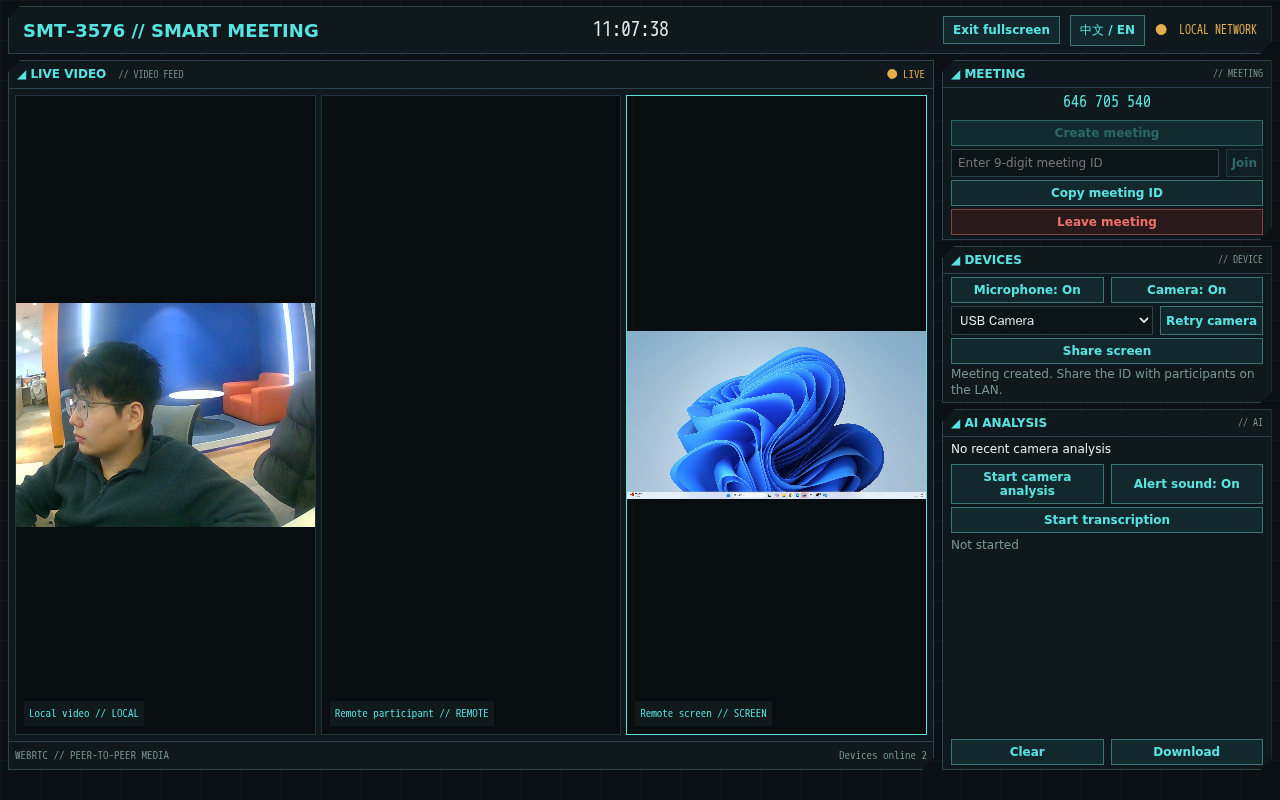 SMT–3576 // SMART MEETING
11:07:38
Exit fullscreen
中文 / EN
LOCAL NETWORK
LIVE VIDEO // VIDEO FEED
LIVE
Local video // LOCAL
Remote participant // REMOTE
Remote screen // SCREEN
WEBRTC // PEER-TO-PEER MEDIA
Devices online 2
MEETING
// MEETING
646 705 540
Create meeting
Enter 9-digit meeting ID
Join
Copy meeting ID
Leave meeting
DEVICES
// DEVICE
Microphone: On
Camera: On
USB Camera
Retry camera
Share screen
Meeting created. Share the ID with participants on
the LAN.
AI ANALYSIS
// AI
No recent camera analysis
Start camera
analysis
Alert sound: On
Start transcription
Not started
Clear
Download